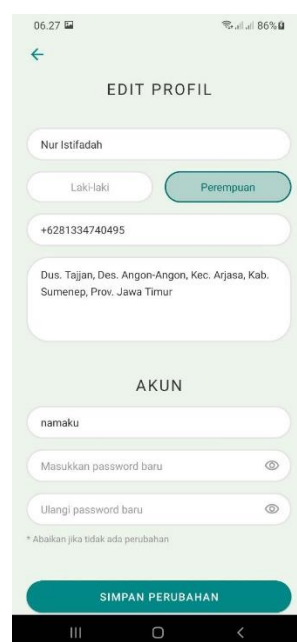 06.27 86%
EDIT PROFIL
Nur Istifadah
Laki-laki Perempuan
+6281334740495
Dus. Tajjan, Des. Angon-Angon, Kec. Arjasa, Kab.
Sumenep, Prov. Jawa Timur
AKUN
namaku
Masukkan password baru
Ulangi password baru
* Abaikan jika tidak ada perubahan
SIMPAN PERUBAHAN